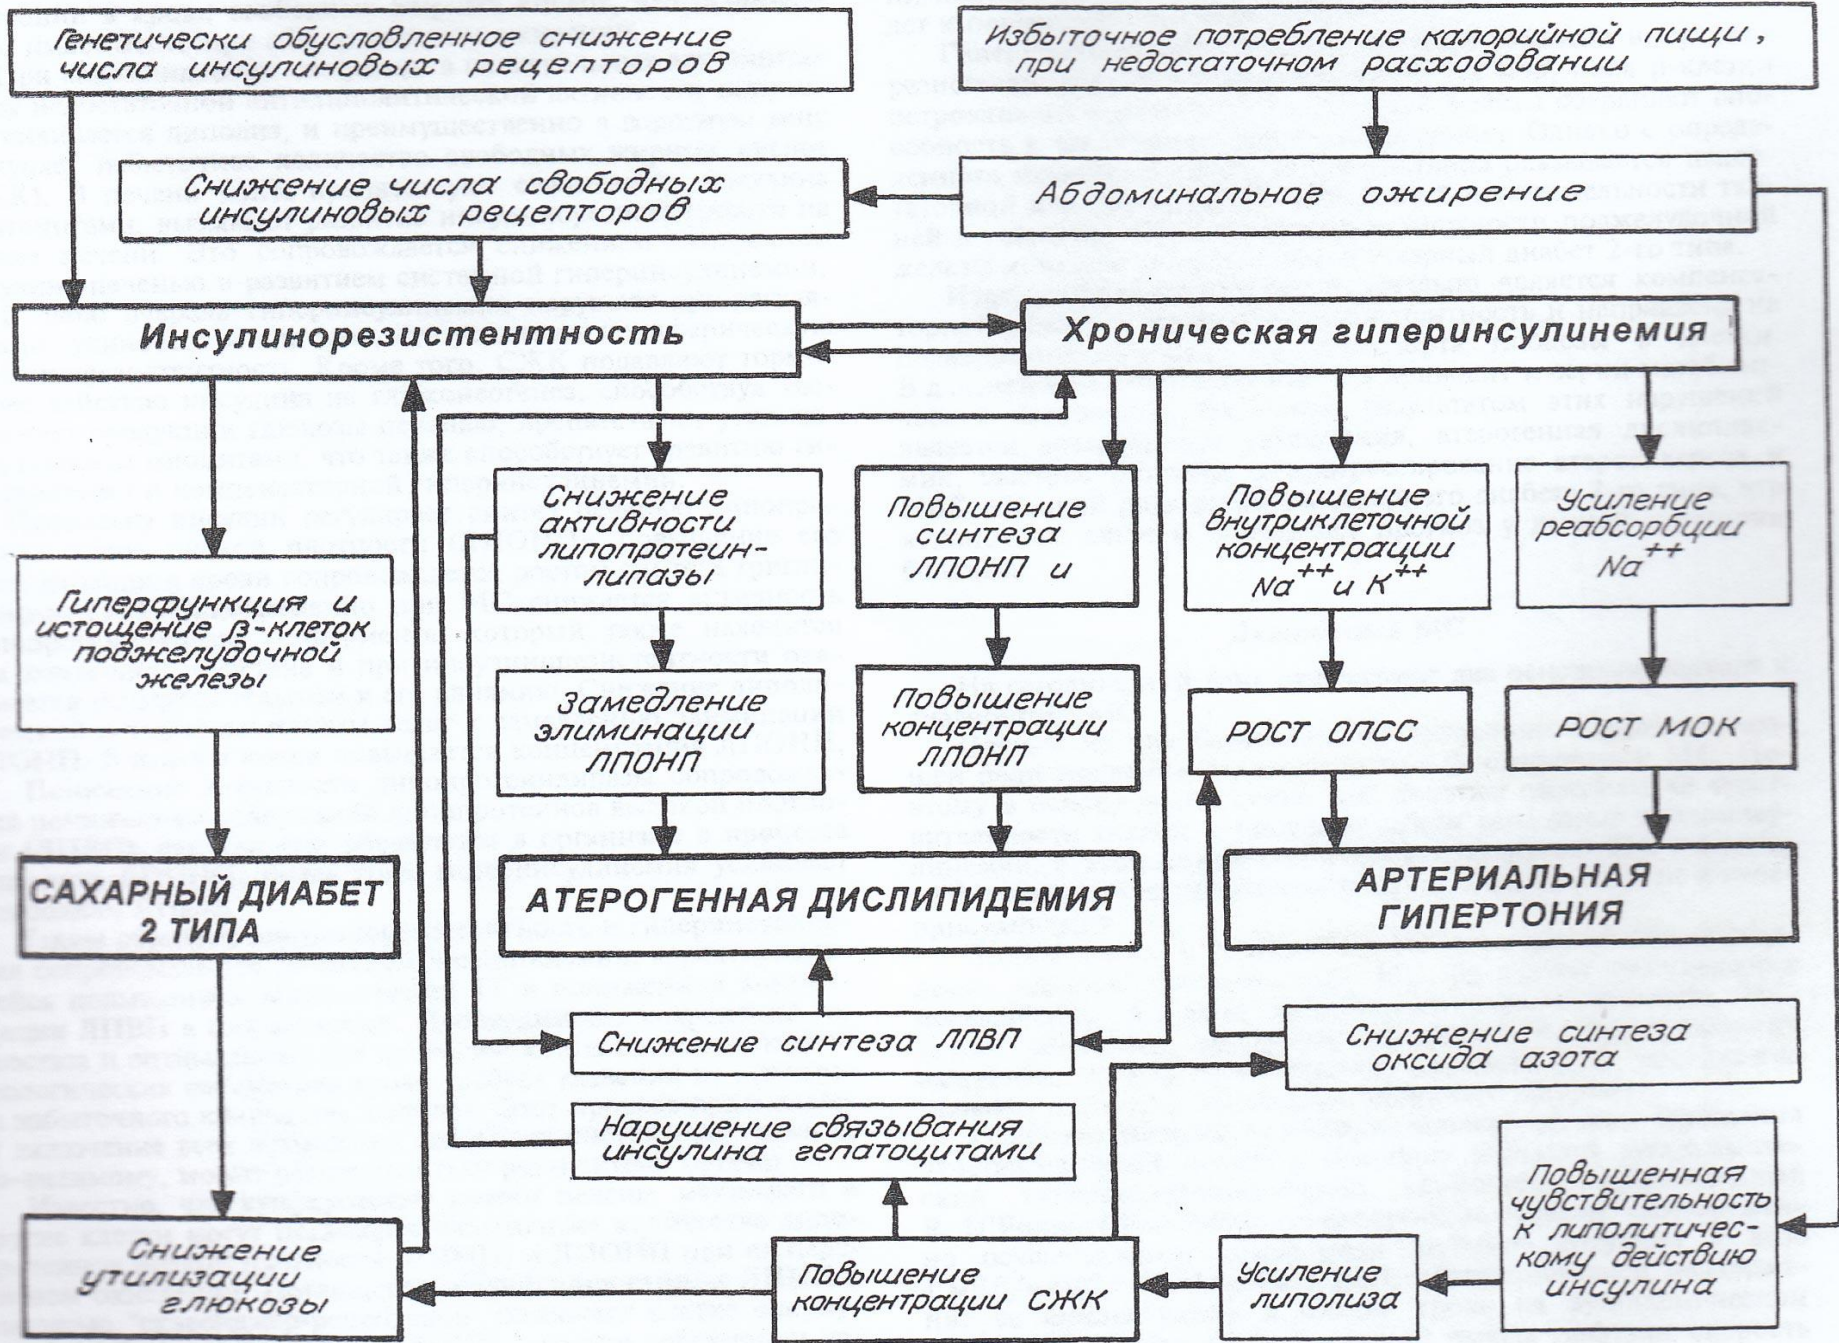 Генетически обусловленное снижение
числа инсулиновых рецепторов
Избыточное потребление калорийной пищи,
при недостаточном расходовании
Снижение числа свободных
инсулиновых рецепторов
Абдоминальное ожирение
Инсулинорезистентность
Хроническая гиперинсулинемия
Снижение
активности
липопротеин-
липазы
Повышение
синтеза
ЛПОНП и
Повышение
внутриклеточной
концентрации
Na++ и K++
Усиление
реабсорбции
Na++
Гиперфункция и
истощение β-клеток
поджелудочной
железы
Замедление
элиминации
ЛПОНП
Повышение
концентрации
ЛПОНП
РОСТ ОПСС
РОСТ МОК
САХАРНЫЙ ДИАБЕТ
2 ТИПА
АТЕРОГЕННАЯ ДИСЛИПИДЕМИЯ
АРТЕРИАЛЬНАЯ
ГИПЕРТОНИЯ
Снижение синтеза ЛПВП
Снижение синтеза
оксида азота
Нарушение связывания
инсулина гепатоцитами
Повышенная
чувствительность
к липолитичес-
кому действию
инсулина
Снижение
утилизации
глюкозы
Повышение
концентрации СЖК
Усиление
липолиза